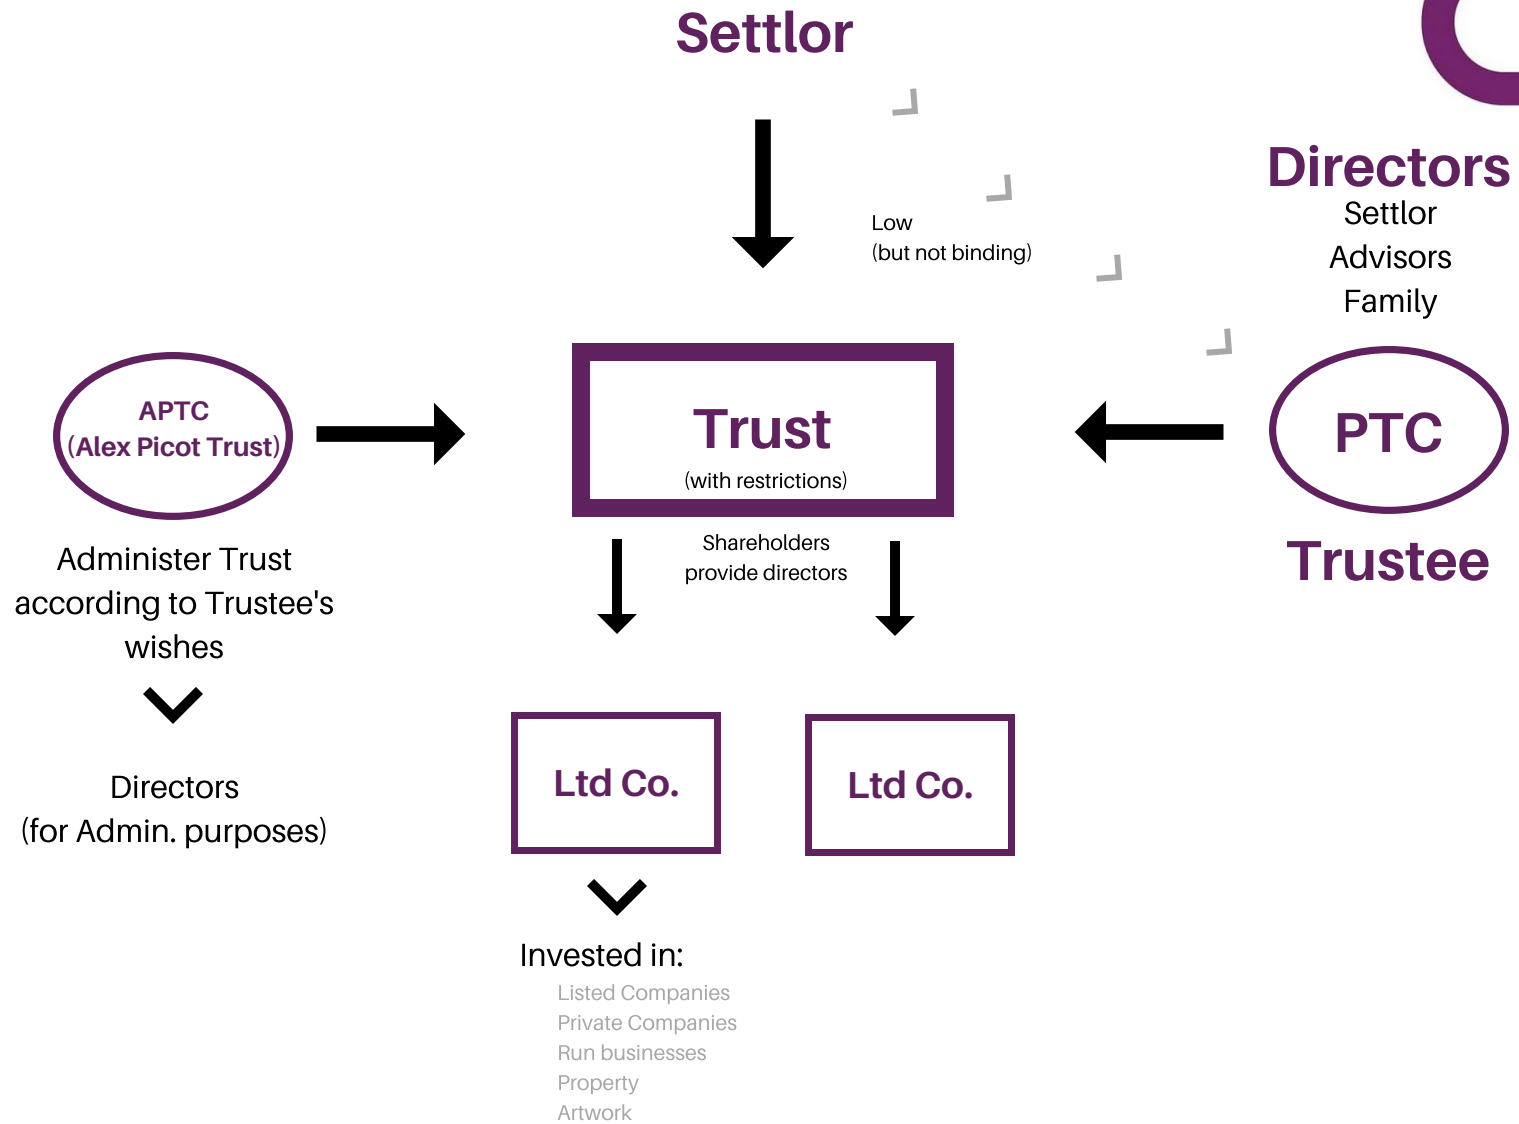 Settlor
Low
(but not binding)
Directors
Settlor
Advisors
Family
APTC
(Alex Picot Trust)
Trust
(with restrictions)
PTC
Trustee
Administer Trust
according to Trustee's
wishes
Shareholders
provide directors
Directors
(for Admin. purposes)
Ltd Co.
Ltd Co.
Invested in:
Listed Companies
Private Companies
Run businesses
Property
Artwork